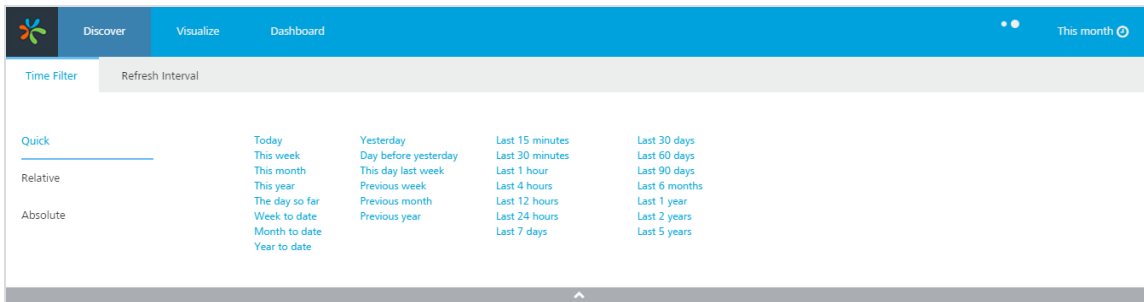 Discover Visualize Dashboard This month
Time Filter Refresh Interval
Quick
Relative
Absolute
Today
This week
This month
This year
The day so far
Week to date
Month to date
Year to date
Yesterday
Day before yesterday
This day last week
Previous week
Previous month
Previous year
Last 15 minutes
Last 30 minutes
Last 1 hour
Last 4 hours
Last 12 hours
Last 24 hours
Last 7 days
Last 30 days
Last 60 days
Last 90 days
Last 6 months
Last 1 year
Last 2 years
Last 5 years